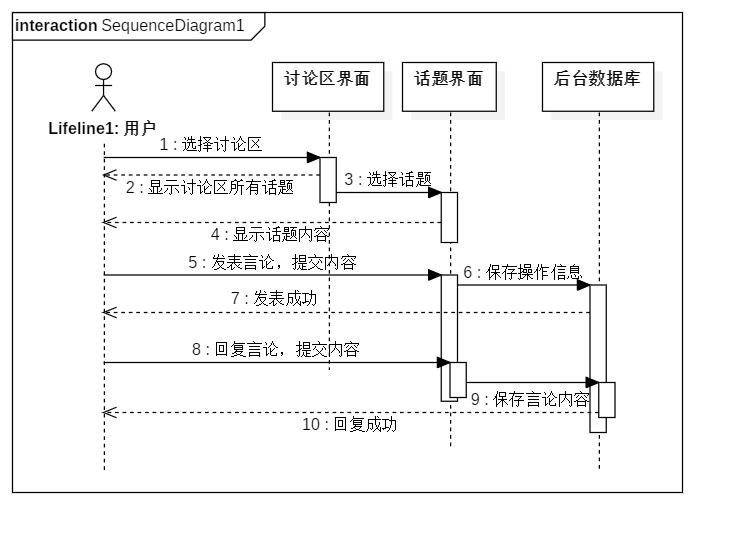 interaction SequenceDiagram1
讨论区界面
话题界面
后台数据库
Lifeline1: 用户
1 : 选择讨论区
2 : 显示讨论区所有话题
3 : 选择话题
4 : 显示话题内容
5 : 发表言论，提交内容
6 : 保存操作信息
7 : 发表成功
8 : 回复言论，提交内容
9 : 保存言论内容
10 : 回复成功